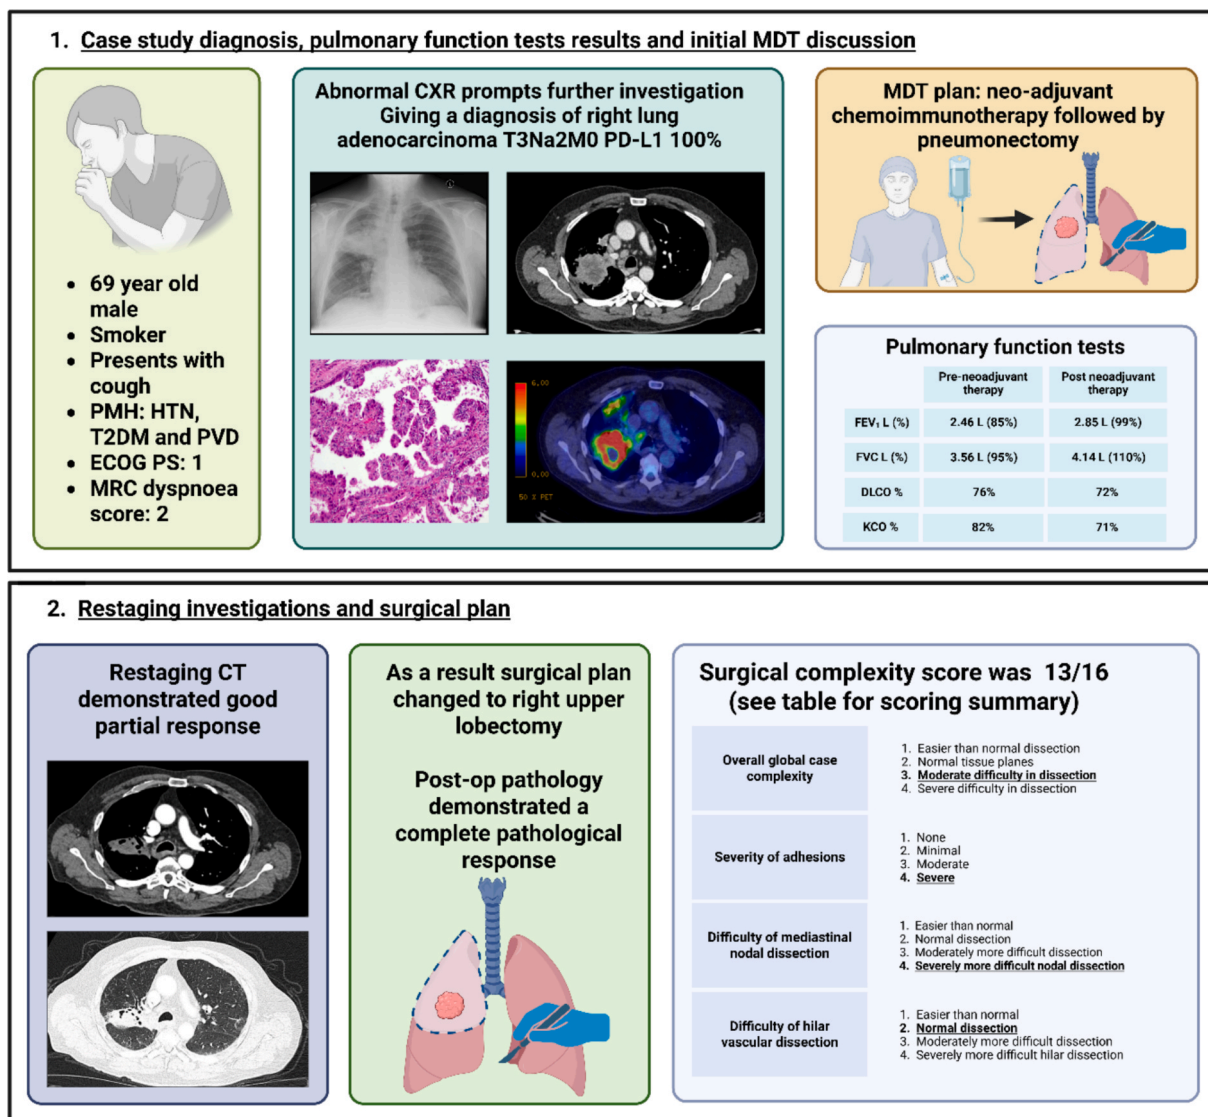 1. Case study diagnosis, pulmonary function tests results and initial MDT discussion
• 69 year old
male
• Smoker
• Presents with
cough
• PMH: HTN,
T2DM and PVD
• ECOG PS: 1
• MRC dyspnoea
score: 2
Abnormal CXR prompts further investigation
Giving a diagnosis of right lung
adenocarcinoma T3Na2M0 PD-L1 100%
6.00
0.00
50 % PET
MDT plan: neo-adjuvant
chemoimmunotherapy followed by
pneumonectomy
Pulmonary function tests
Pre-neoadjuvant
therapy
Post neoadjuvant
therapy
FEV₁ L (%)
2.46 L (85%)
2.85 L (99%)
FVC L (%)
3.56 L (95%)
4.14 L (110%)
DLCO %
76%
72%
KCO %
82%
71%
2. Restaging investigations and surgical plan
Restaging CT
demonstrated good
partial response
As a result surgical plan
changed to right upper
lobectomy
Post-op pathology
demonstrated a
complete pathological
response
Surgical complexity score was 13/16
(see table for scoring summary)
Overall global case
complexity
1. Easier than normal dissection
2. Normal tissue planes
3. Moderate difficulty in dissection
4. Severe difficulty in dissection
Severity of adhesions
1. None
2. Minimal
3. Moderate
4. Severe
Difficulty of mediastinal
nodal dissection
1. Easier than normal
2. Normal dissection
3. Moderately more difficult dissection
4. Severely more difficult nodal dissection
Difficulty of hilar
vascular dissection
1. Easier than normal
2. Normal dissection
3. Moderately more difficult dissection
4. Severely more difficult hilar dissection